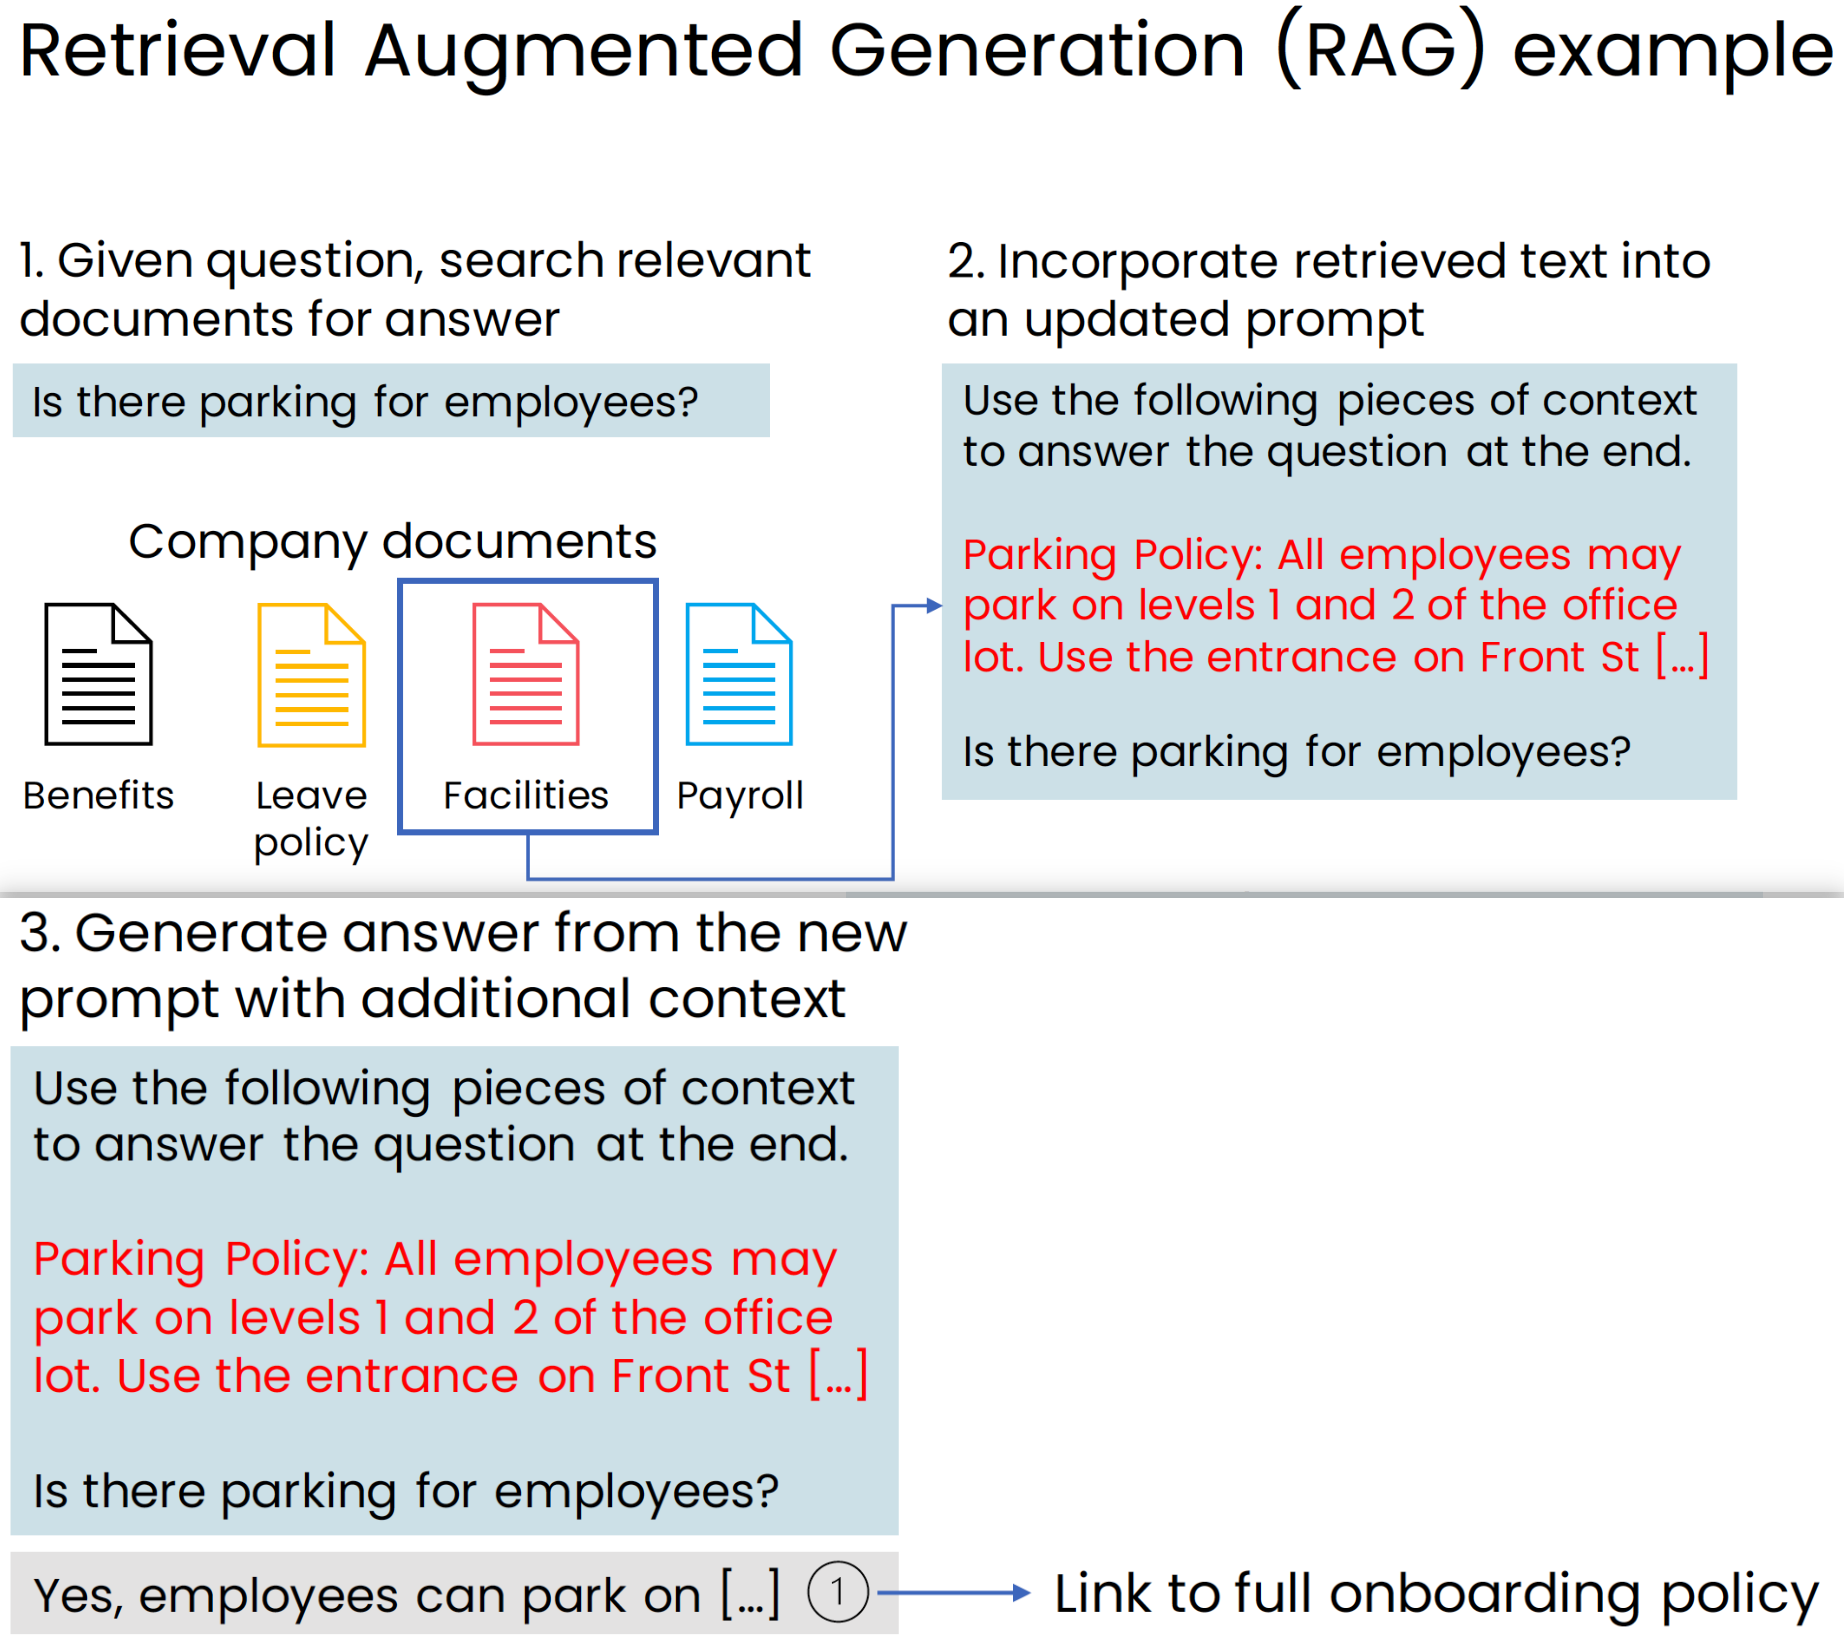 Retrieval Augmented Generation (RAG) example
1. Given question, search relevant
documents for answer
Is there parking for employees?
Company documents
Benefits
Leave
policy
Facilities
Payroll
2. Incorporate retrieved text into
an updated prompt
Use the following pieces of context
to answer the question at the end.
Parking Policy: All employees may
park on levels 1 and 2 of the office
lot. Use the entrance on Front St […]
Is there parking for employees?
3. Generate answer from the new
prompt with additional context
Use the following pieces of context
to answer the question at the end.
Parking Policy: All employees may
park on levels 1 and 2 of the office
lot. Use the entrance on Front St […]
Is there parking for employees?
Yes, employees can park on […] 1
Link to full onboarding policy